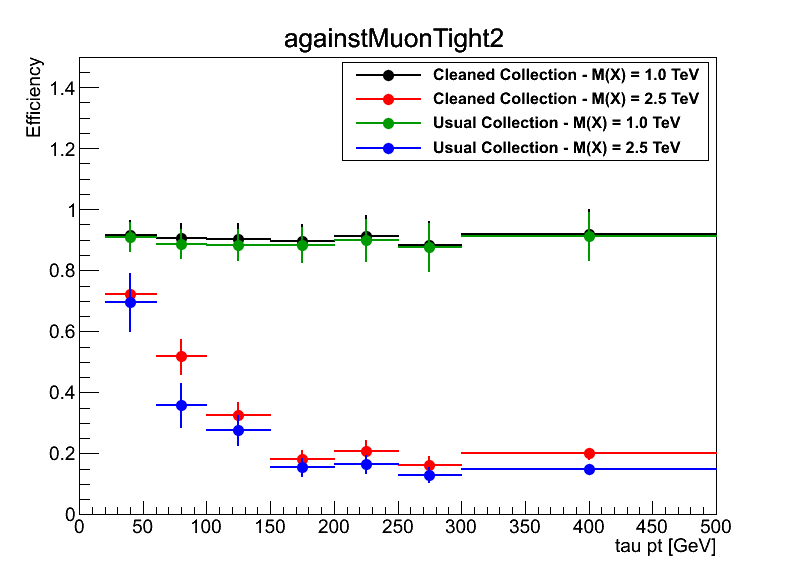 againstMuonTight2
Efficiency
Cleaned Collection - M(X) = 1.0 TeV
Cleaned Collection - M(X) = 2.5 TeV
Usual Collection - M(X) = 1.0 TeV
Usual Collection - M(X) = 2.5 TeV
1.4
1.2
1
0.8
0.6
0.4
0.2
0
0 50 100 150 200 250 300 350 400 450 500
tau pt [GeV]